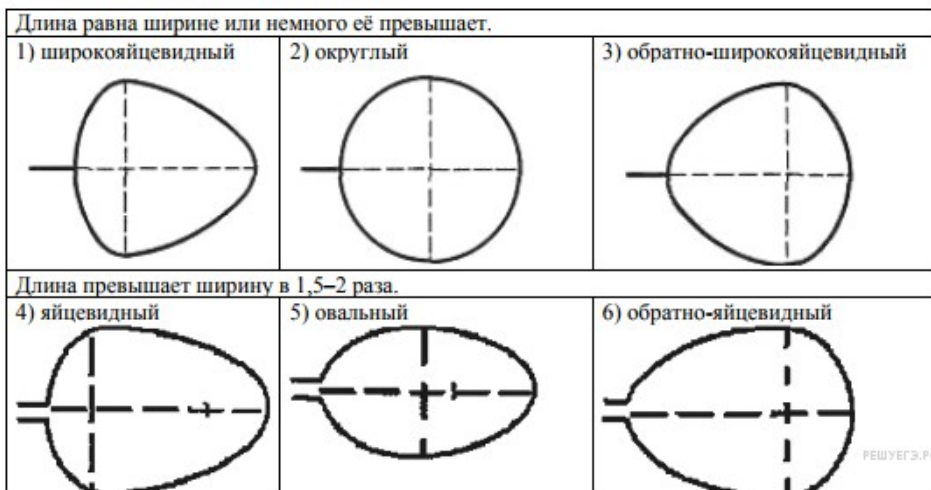 Длина равна ширине или немного её превышает.
1) широкояйцевидный
2) округлый
3) обратно-широкояйцевидный
Длина превышает ширину в 1,5–2 раза.
4) яйцевидный
5) овальный
6) обратно-яйцевидный